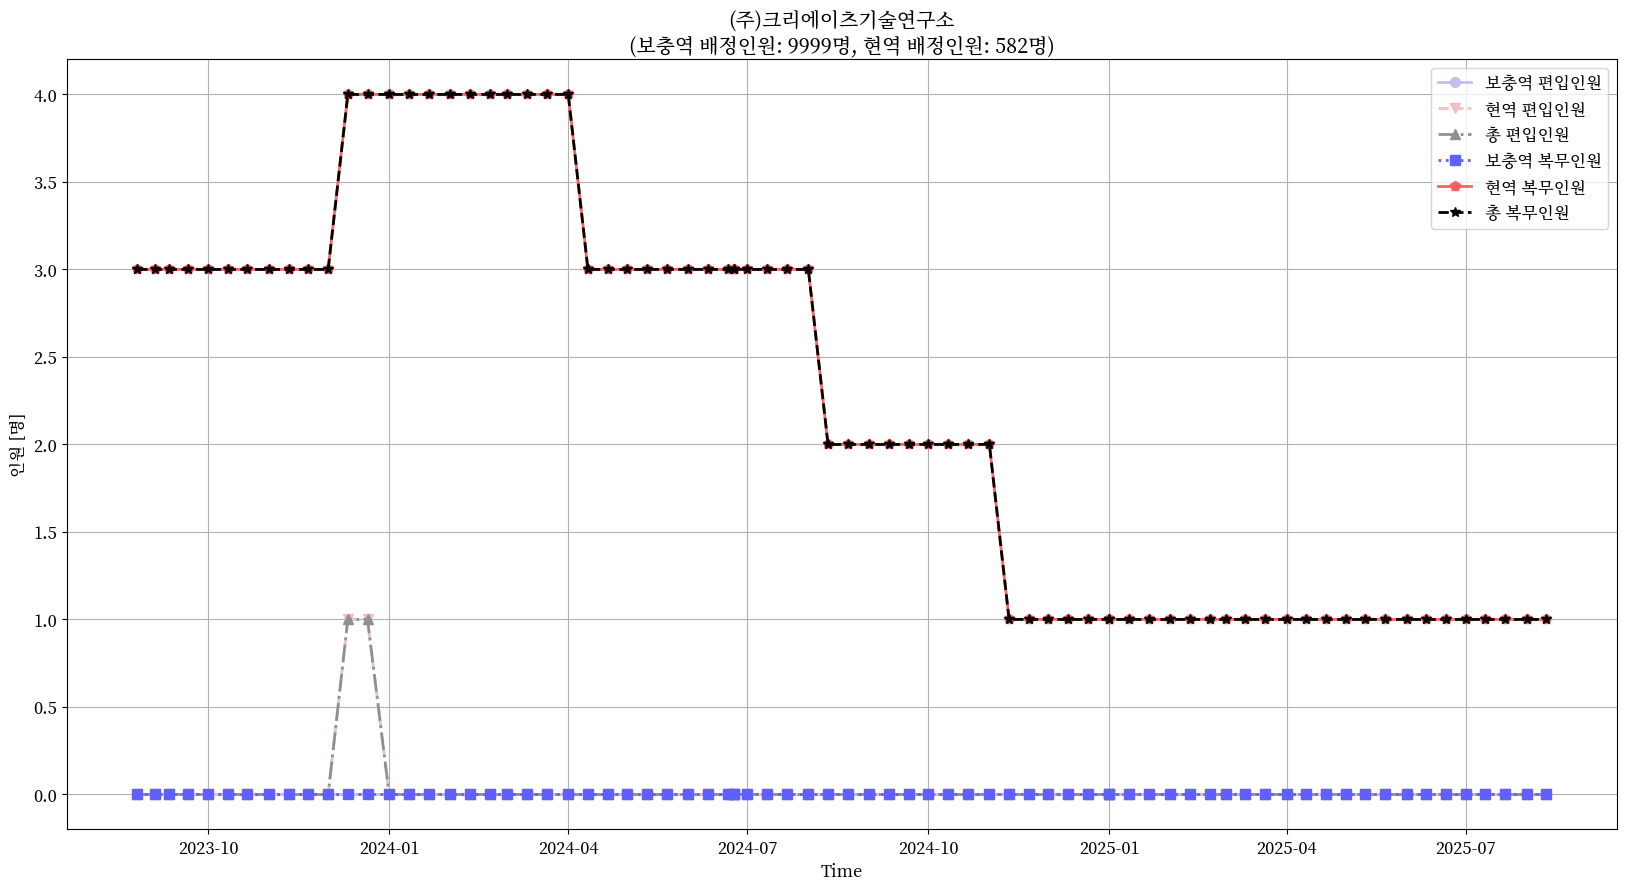 (주)크리에이츠기술연구소
(보충역 배정인원: 9999명, 현역 배정인원: 582명)
보충역 편입인원
현역 편입인원
총 편입인원
보충역 복무인원
현역 복무인원
총 복무인원
인원 [명]
4.0
3.5
3.0
2.5
2.0
1.5
1.0
0.5
0.0
2023-10
2024-01
2024-04
2024-07
2024-10
2025-01
2025-04
2025-07
Time